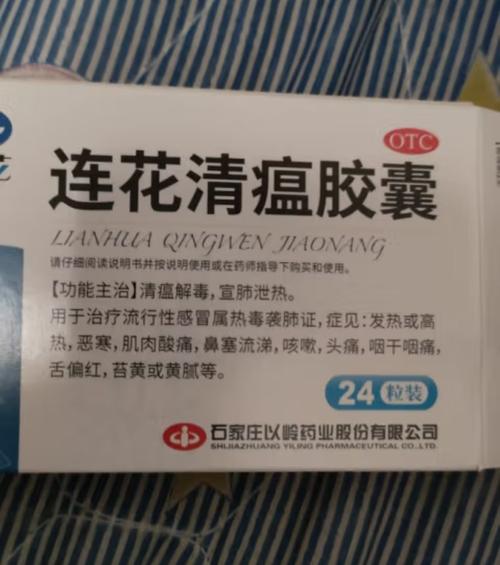 OTC
连花清瘟胶囊
LIANHUA QINGWEN JIAONANG
请仔细阅读说明书并按说明使用或在药师指导下购买和使用。
【功能主治】清瘟解毒，宣肺泄热。
用于治疗流行性感冒属热毒袭肺证，症见：发热或高
热，恶寒，肌肉酸痛，鼻塞流涕，咳嗽，头痛，咽干咽痛，
舌偏红，苔黄或黄腻等。
24粒装
石家庄以岭药业股份有限公司
SHIJIAZHUANG YILING PHARMACEUTICAL CO.,LTD.